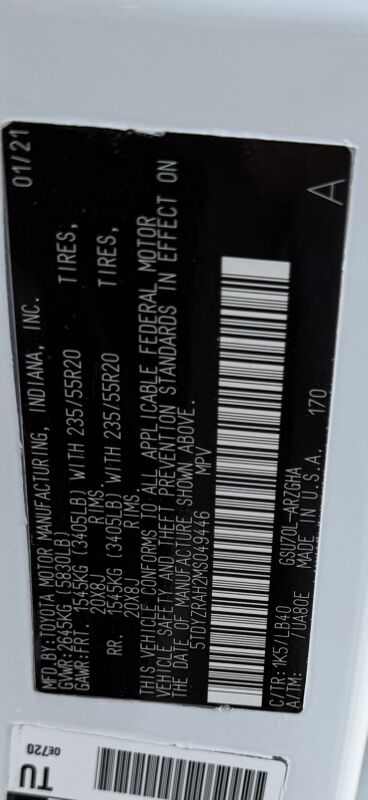 MFD.BY:TOYOTA MOTOR MANUFACTURING, INDIANA, INC. 01/21
GVWR:2645KG (5830LB)
GAWR:FRT. 1545KG (3405LB) WITH 235/55R20 TIRES,
20X8J RIMS.
RR. 1545KG (3405LB) WITH 235/55R20 TIRES,
20X8J RIMS.
THIS VEHICLE CONFORMS TO ALL APPLICABLE FEDERAL MOTOR
VEHICLE SAFETY AND THEFT PREVENTION STANDARDS IN EFFECT ON
THE DATE OF MANUFACTURE SHOWN ABOVE.
5TDYZRAH2MS049446 MPV
C/TR:1K5/LB40 GSU70L-ARZGHA A
A/TM: /UA80E MADE IN U.S.A. 170
0E720
TU